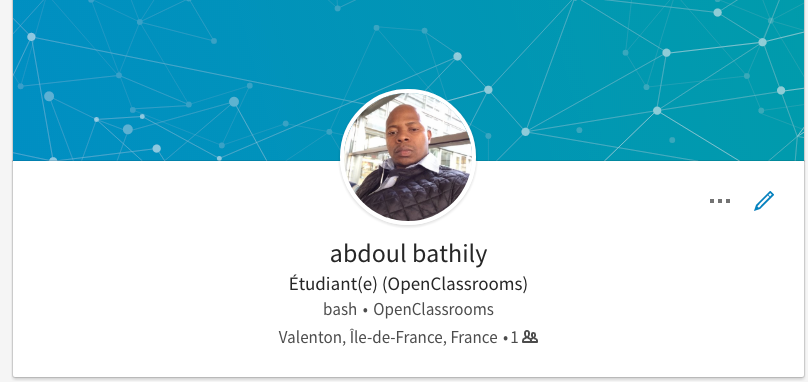 abdoul bathily
Étudiant(e) (OpenClassrooms)
bash • OpenClassrooms
Valenton, Île-de-France, France • 1